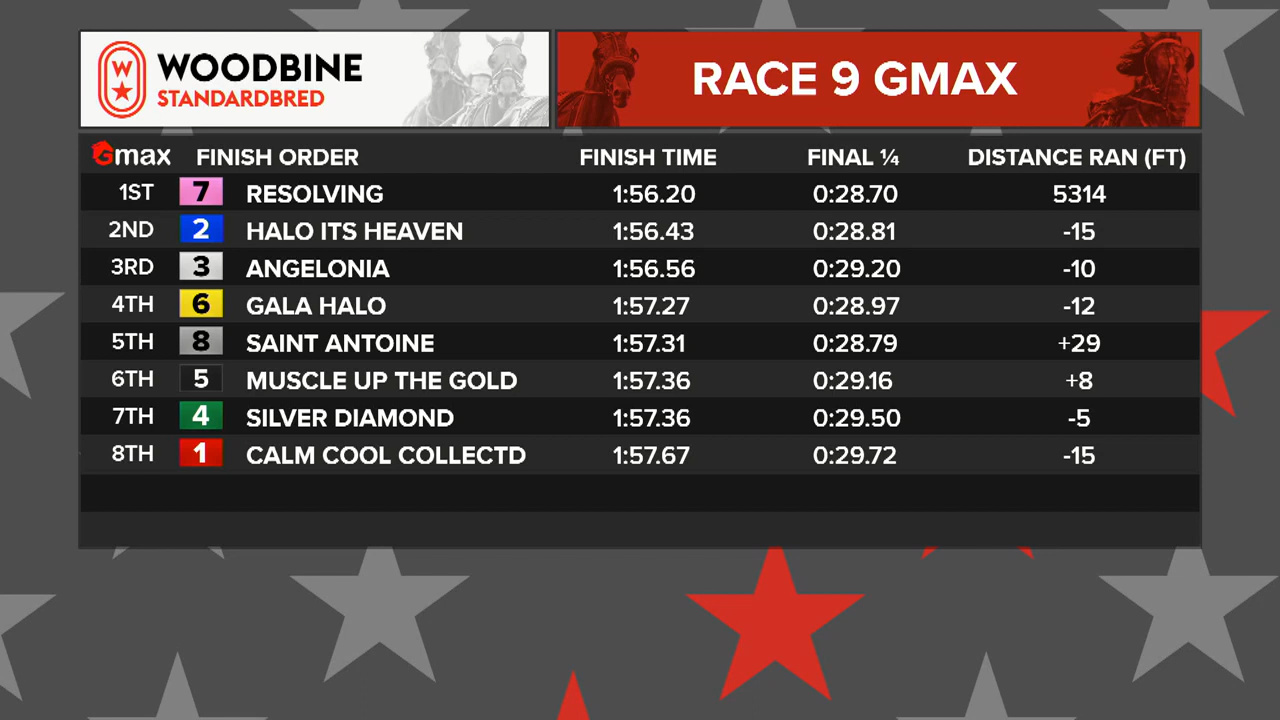 W
WOODBINE
STANDARDBRED
RACE 9 GMAX
Gmax FINISH ORDER FINISH TIME FINAL ¼ DISTANCE RAN (FT)
1ST 7 RESOLVING 1:56.20 0:28.70 5314
2ND 2 HALO ITS HEAVEN 1:56.43 0:28.81 -15
3RD 3 ANGELONIA 1:56.56 0:29.20 -10
4TH 6 GALA HALO 1:57.27 0:28.97 -12
5TH 8 SAINT ANTOINE 1:57.31 0:28.79 +29
6TH 5 MUSCLE UP THE GOLD 1:57.36 0:29.16 +8
7TH 4 SILVER DIAMOND 1:57.36 0:29.50 -5
8TH 1 CALM COOL COLLECTD 1:57.67 0:29.72 -15